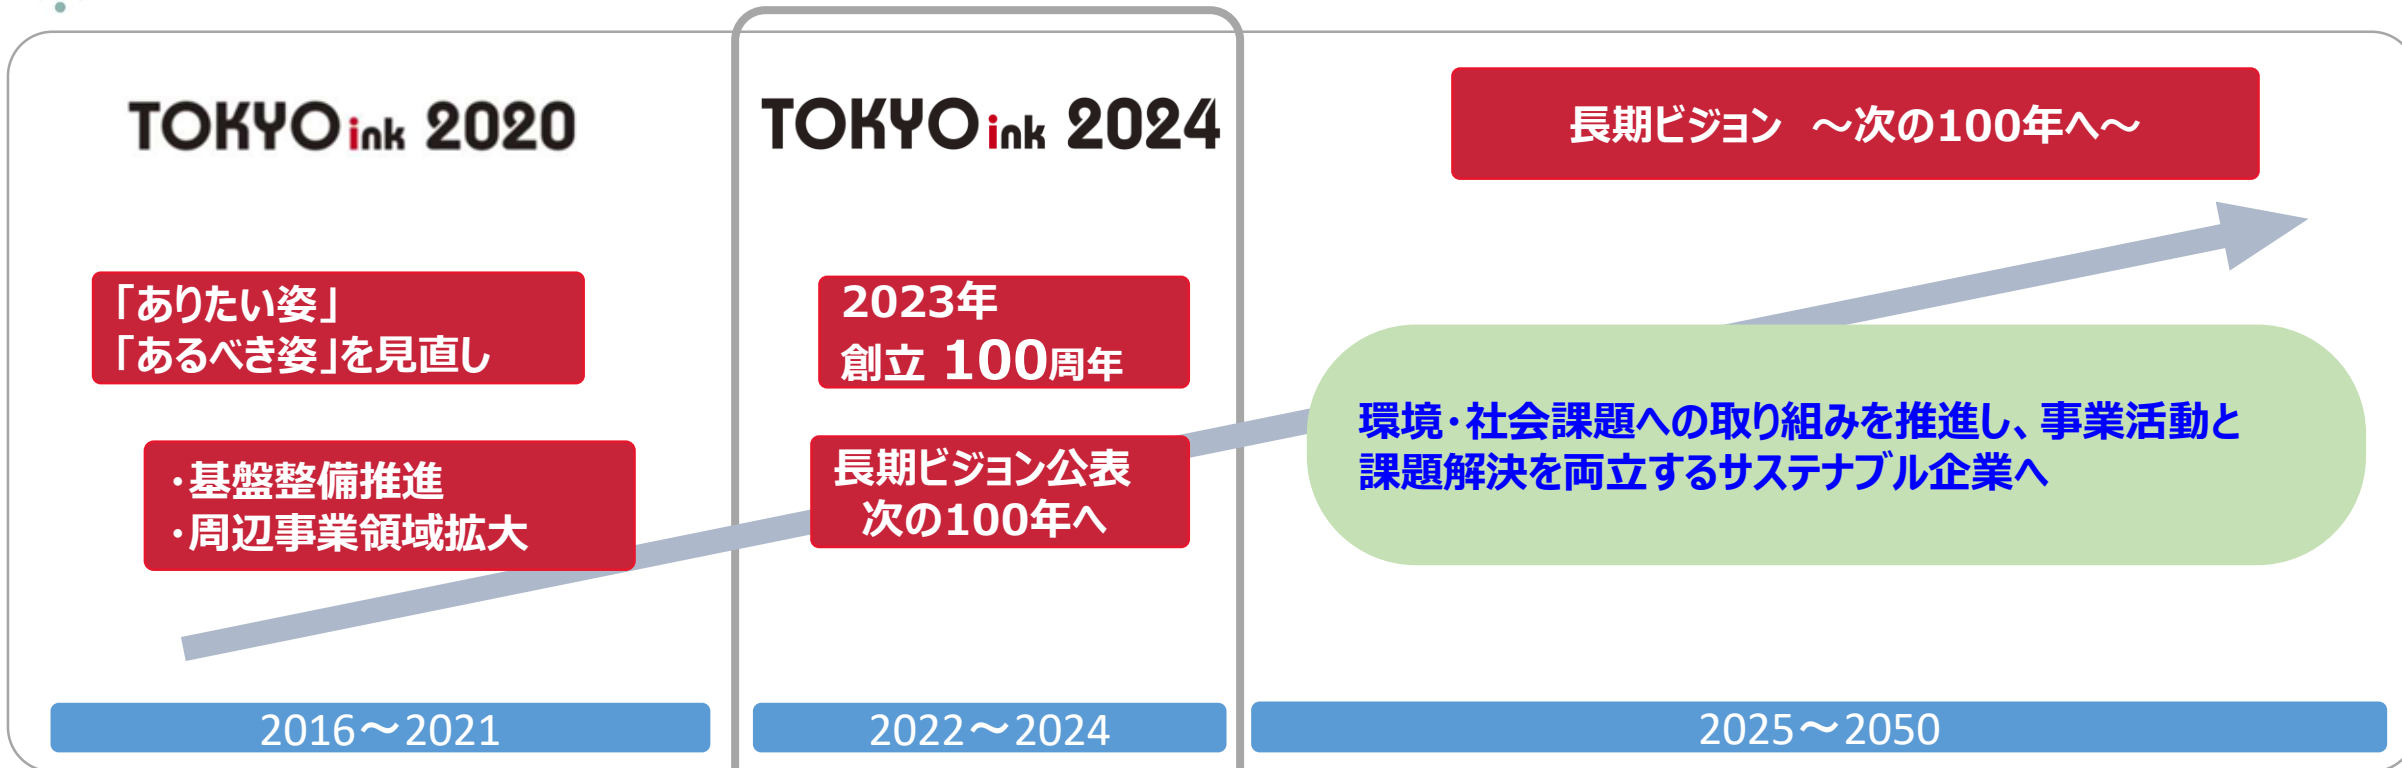 TOKYO ink 2020
「ありたい姿」
「あるべき姿」を見直し
・基盤整備推進
・周辺事業領域拡大
2016～2021
TOKYO ink 2024
2023年
創立 100周年
長期ビジョン公表
次の100年へ
2022～2024
長期ビジョン ～次の100年へ～
環境・社会課題への取り組みを推進し、事業活動と
課題解決を両立するサステナブル企業へ
2025～2050